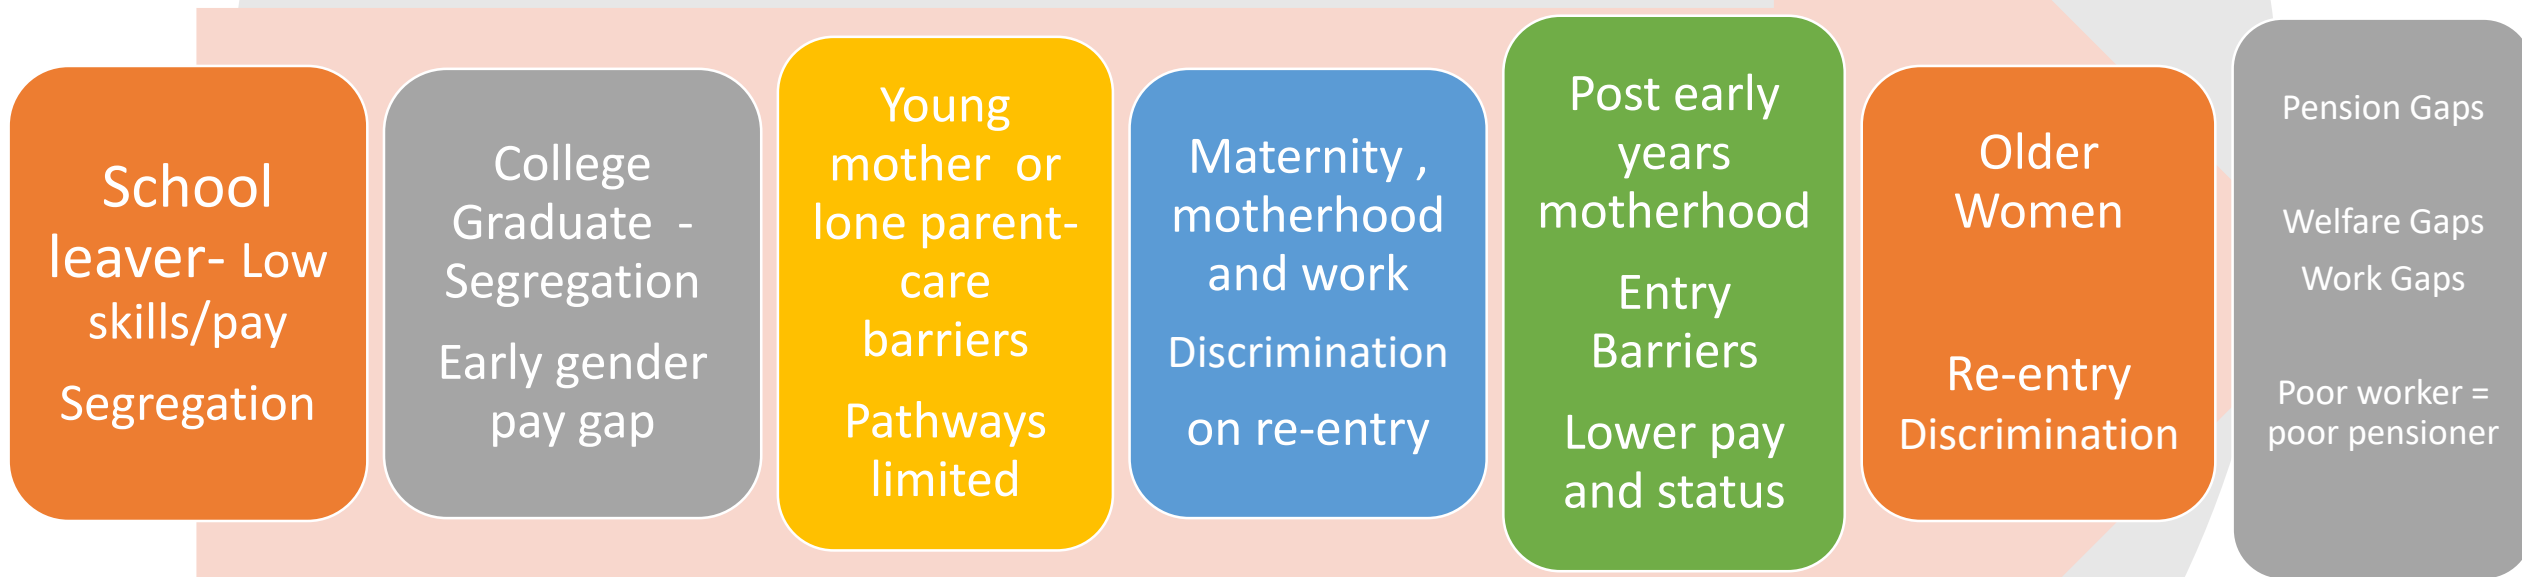 School
leaver- Low
skills/pay
Segregation
College
Graduate  -
Segregation
Early gender
pay gap
Young
mother  or
lone parent-
care
barriers
Pathways
limited
Maternity ,
motherhood
and work
Discrimination
on re-entry
Post early
years
motherhood
Entry
Barriers
Lower pay
and status
Older
Women
Re-entry
Discrimination
Pension Gaps
Welfare Gaps
Work Gaps
Poor worker =
poor pensioner